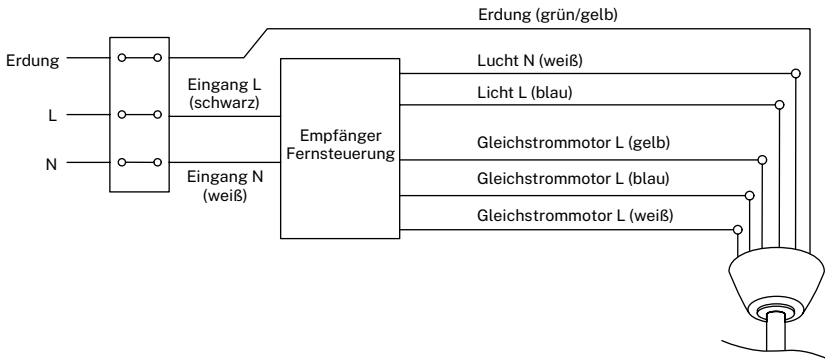 Erdung (grün/gelb)
Erdung
L
N
Eingang L
(schwarz)
Eingang N
(weiß)
Empfänger
Fernsteuerung
Lucht N (weiß)
Licht L (blau)
Gleichstrommotor L (gelb)
Gleichstrommotor L (blau)
Gleichstrommotor L (weiß)